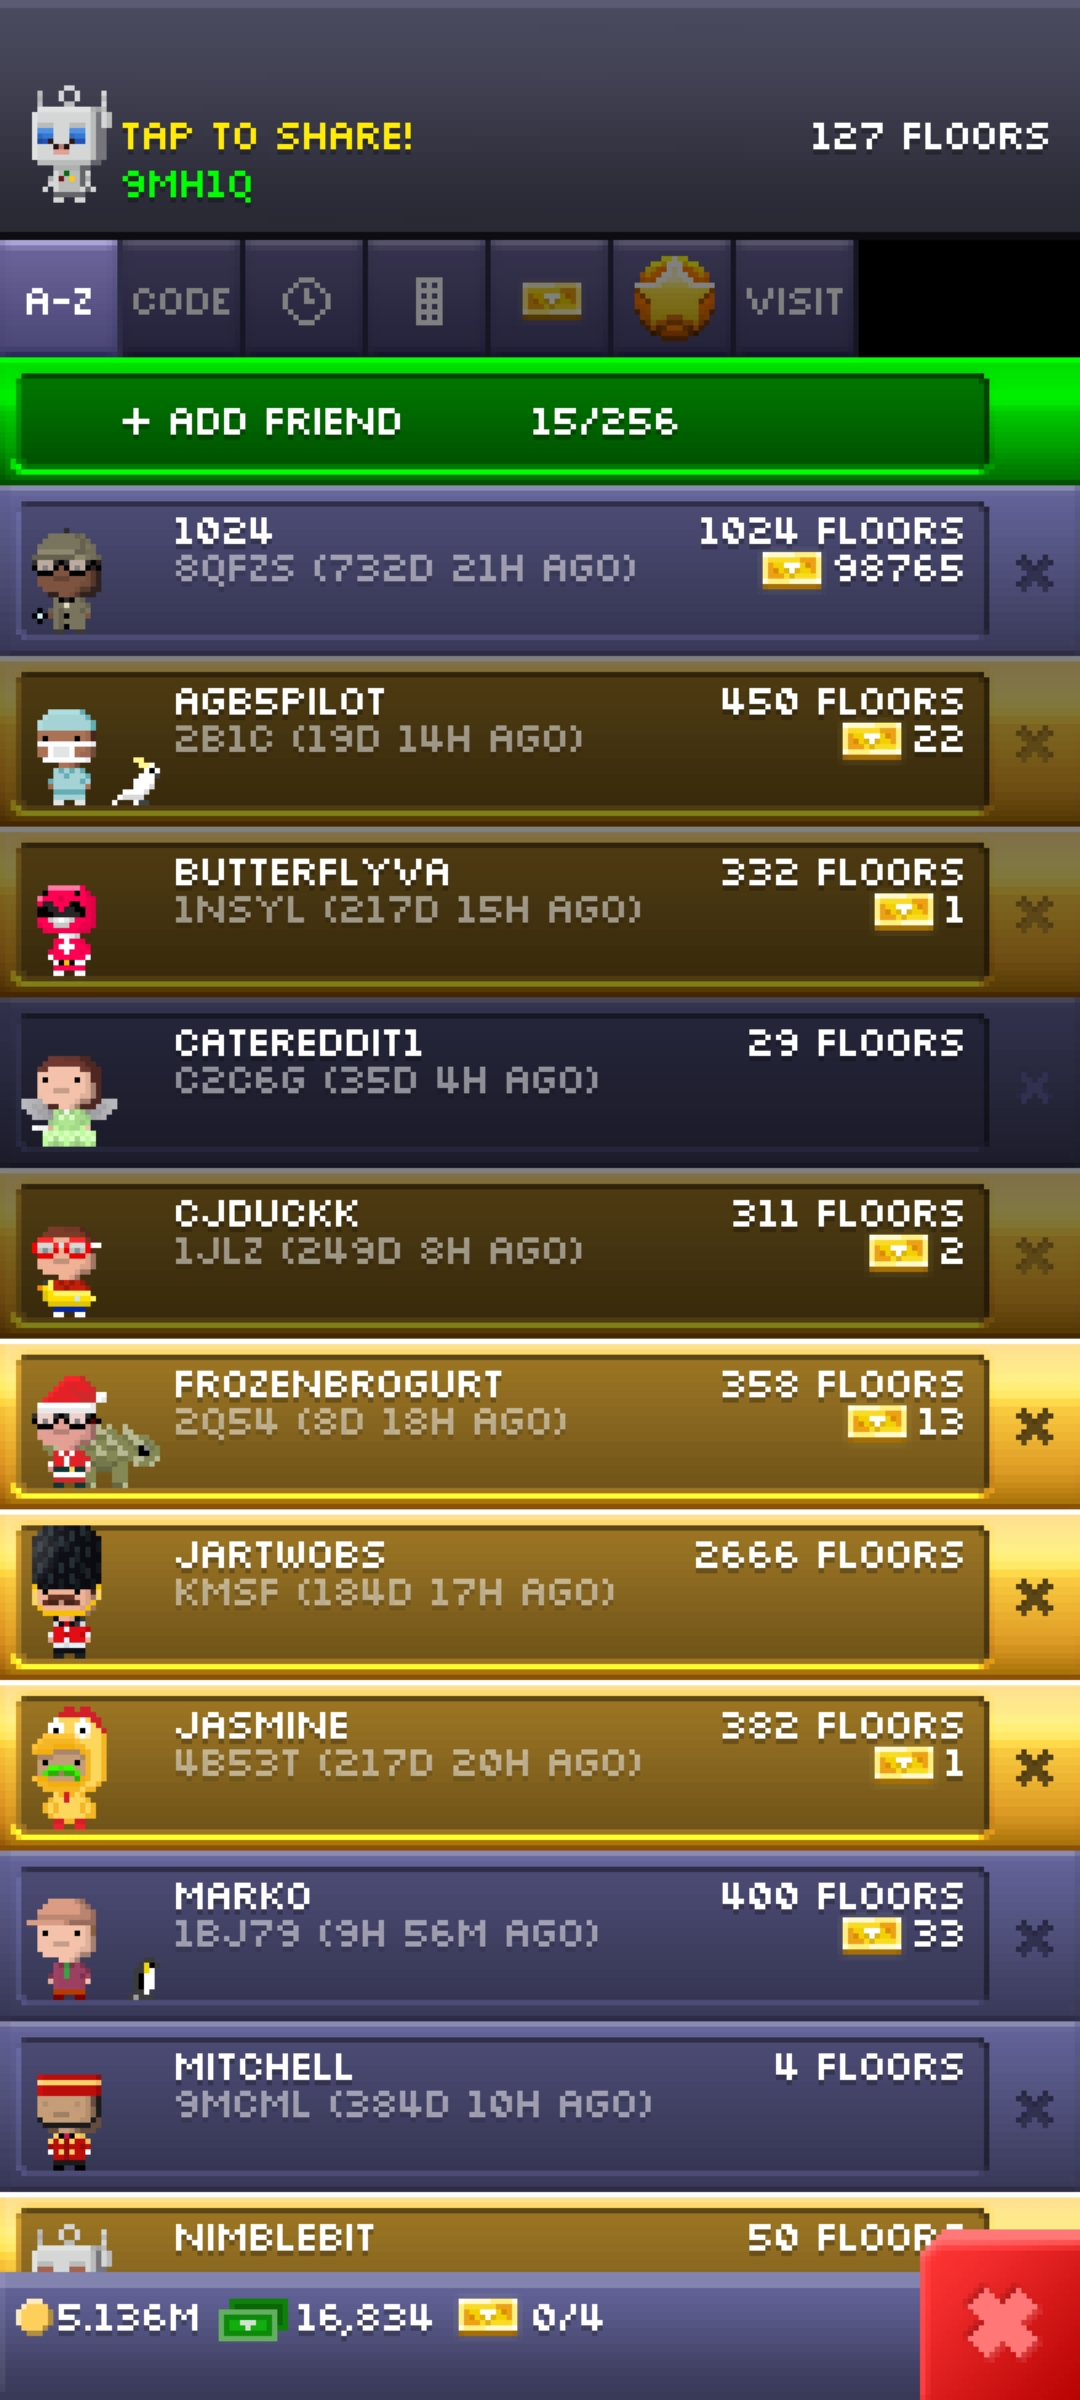 TAP TO SHARE! 127 FLOORS
9MH1Q
A-Z CODE VISIT
+ ADD FRIEND 15/256
1024 1024 FLOORS
8QFZS (732D 21H AGO) 98765
AGB5PILOT 450 FLOORS
2B1C (19D 14H AGO) 22
BUTTERFLYVA 332 FLOORS
1NSYL (217D 15H AGO) 1
CATEREDDIT1 29 FLOORS
C2C6G (35D 4H AGO)
CJDUCKK 311 FLOORS
1JLZ (249D 8H AGO) 2
FROZENBROGURT 358 FLOORS
2Q54 (8D 18H AGO) 13
JARTWOBS 2666 FLOORS
KMSF (184D 17H AGO)
JASMINE 382 FLOORS
4B53T (217D 20H AGO) 1
MARKO 400 FLOORS
1BJ79 (9H 56M AGO) 33
MITCHELL 4 FLOORS
9MCML (384D 10H AGO)
NIMBLEBIT 50 FLOORS
5.136M 16,834 0/4